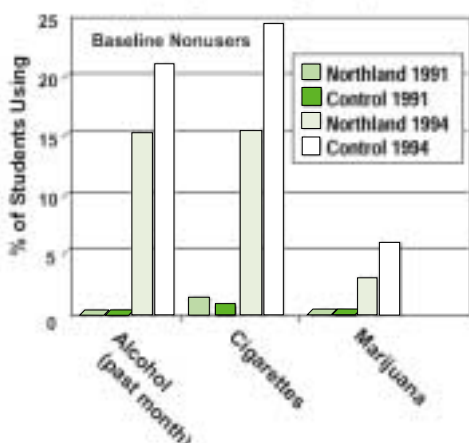 % of Students Using
25
20
15
10
5
0
Baseline Nonusers
Northland 1991
Control 1991
Northland 1994
Control 1994
Alcohol
(past month)
Cigarettes
Marijuana